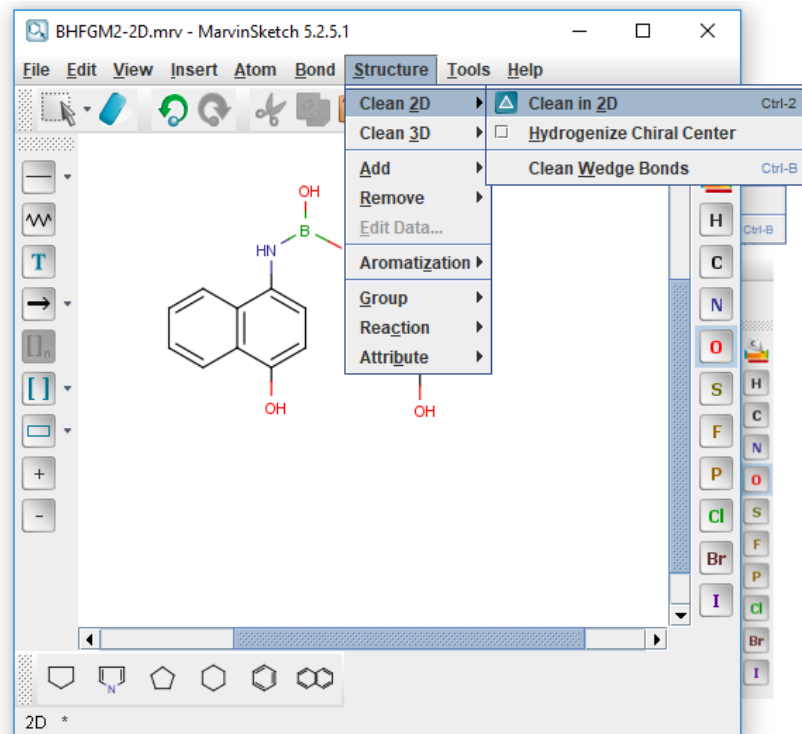 BHFGM2-2D.mrv - MarvinSketch 5.2.5.1
File Edit View Insert Atom Bond Structure Tools Help
Clean 2D
Clean 3D
Add
Remove
Edit Data...
Aromatization
Group
Reaction
Attribute
Clean in 2D Ctrl-2
Hydrogenize Chiral Center
Clean Wedge Bonds Ctrl-B
Ctrl-B
T
[ ]n
[ ]
+
-
OH
B
HN
OH
OH
H
C
N
O
S
F
P
Cl
Br
I
H
C
N
O
S
F
P
Cl
Br
I
N
2D *